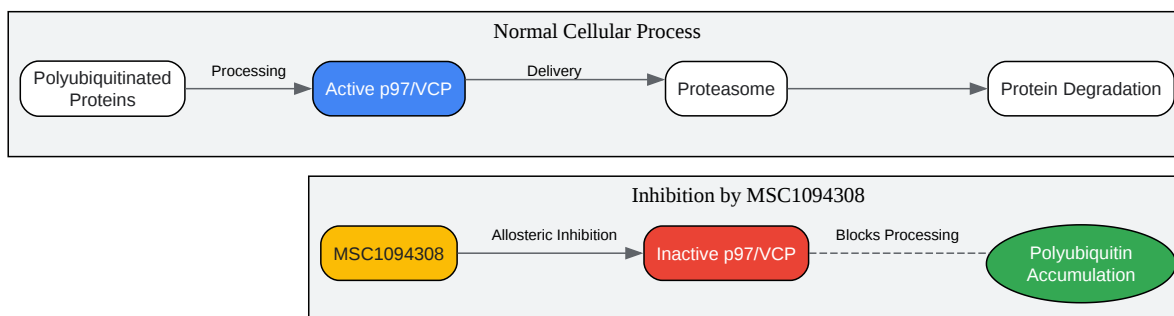 Normal Cellular Process
Polyubiquitinated
Proteins
Processing
Active p97/VCP
Delivery
Proteasome
Protein Degradation
Inhibition by MSC1094308
MSC1094308
Allosteric Inhibition
Inactive p97/VCP
Blocks Processing
Polyubiquitin
Accumulation